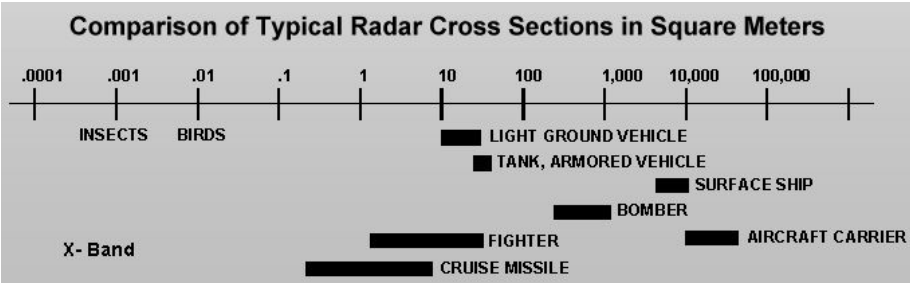 Comparison of Typical Radar Cross Sections in Square Meters
.0001 .001 .01 .1 1 10 100 1,000 10,000 100,000
INSECTS BIRDS LIGHT GROUND VEHICLE
TANK, ARMORED VEHICLE
SURFACE SHIP
BOMBER
AIRCRAFT CARRIER
FIGHTER
X- Band
CRUISE MISSILE